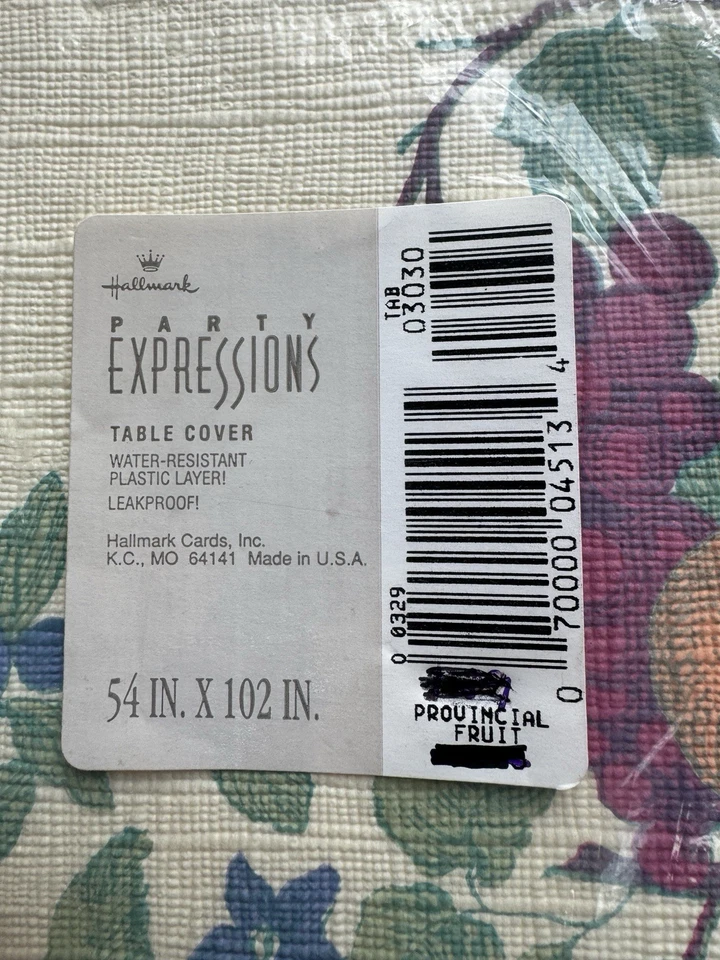 Hallmark
PARTY
EXPRESSIONS
TABLE COVER
WATER-RESISTANT
PLASTIC LAYER!
LEAKPROOF!
Hallmark Cards, Inc.
K.C., MO 64141 Made in U.S.A.
54 IN. X 102 IN.
TAB
03030
0 0329
0 70000 04513 4
PROVINCIAL
FRUIT